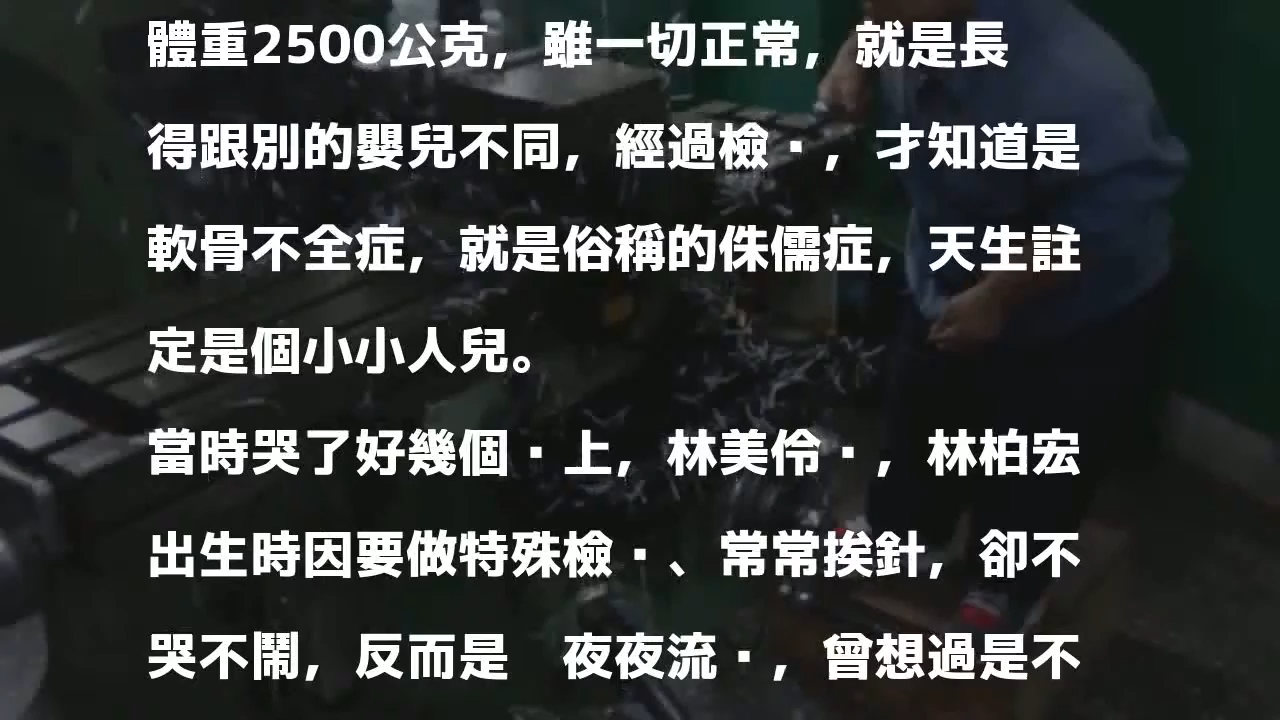 體重2500公克，雖一切正常，就是長
得跟別的嬰兒不同，經過檢▪，才知道是
軟骨不全症，就是俗稱的侏儒症，天生註
定是個小小人兒。
當時哭了好幾個▪上，林美伶▪，林柏宏
出生時因要做特殊檢▪、常常挨針，卻不
哭不鬧，反而是　夜夜流▪，曾想過是不